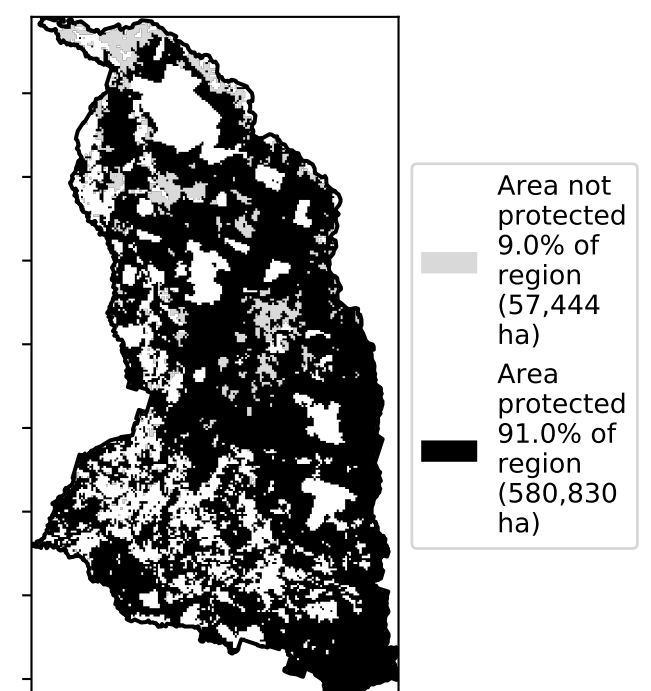 Area not
protected
9.0% of
region
(57,444
ha)
Area
protected
91.0% of
region
(580,830
ha)